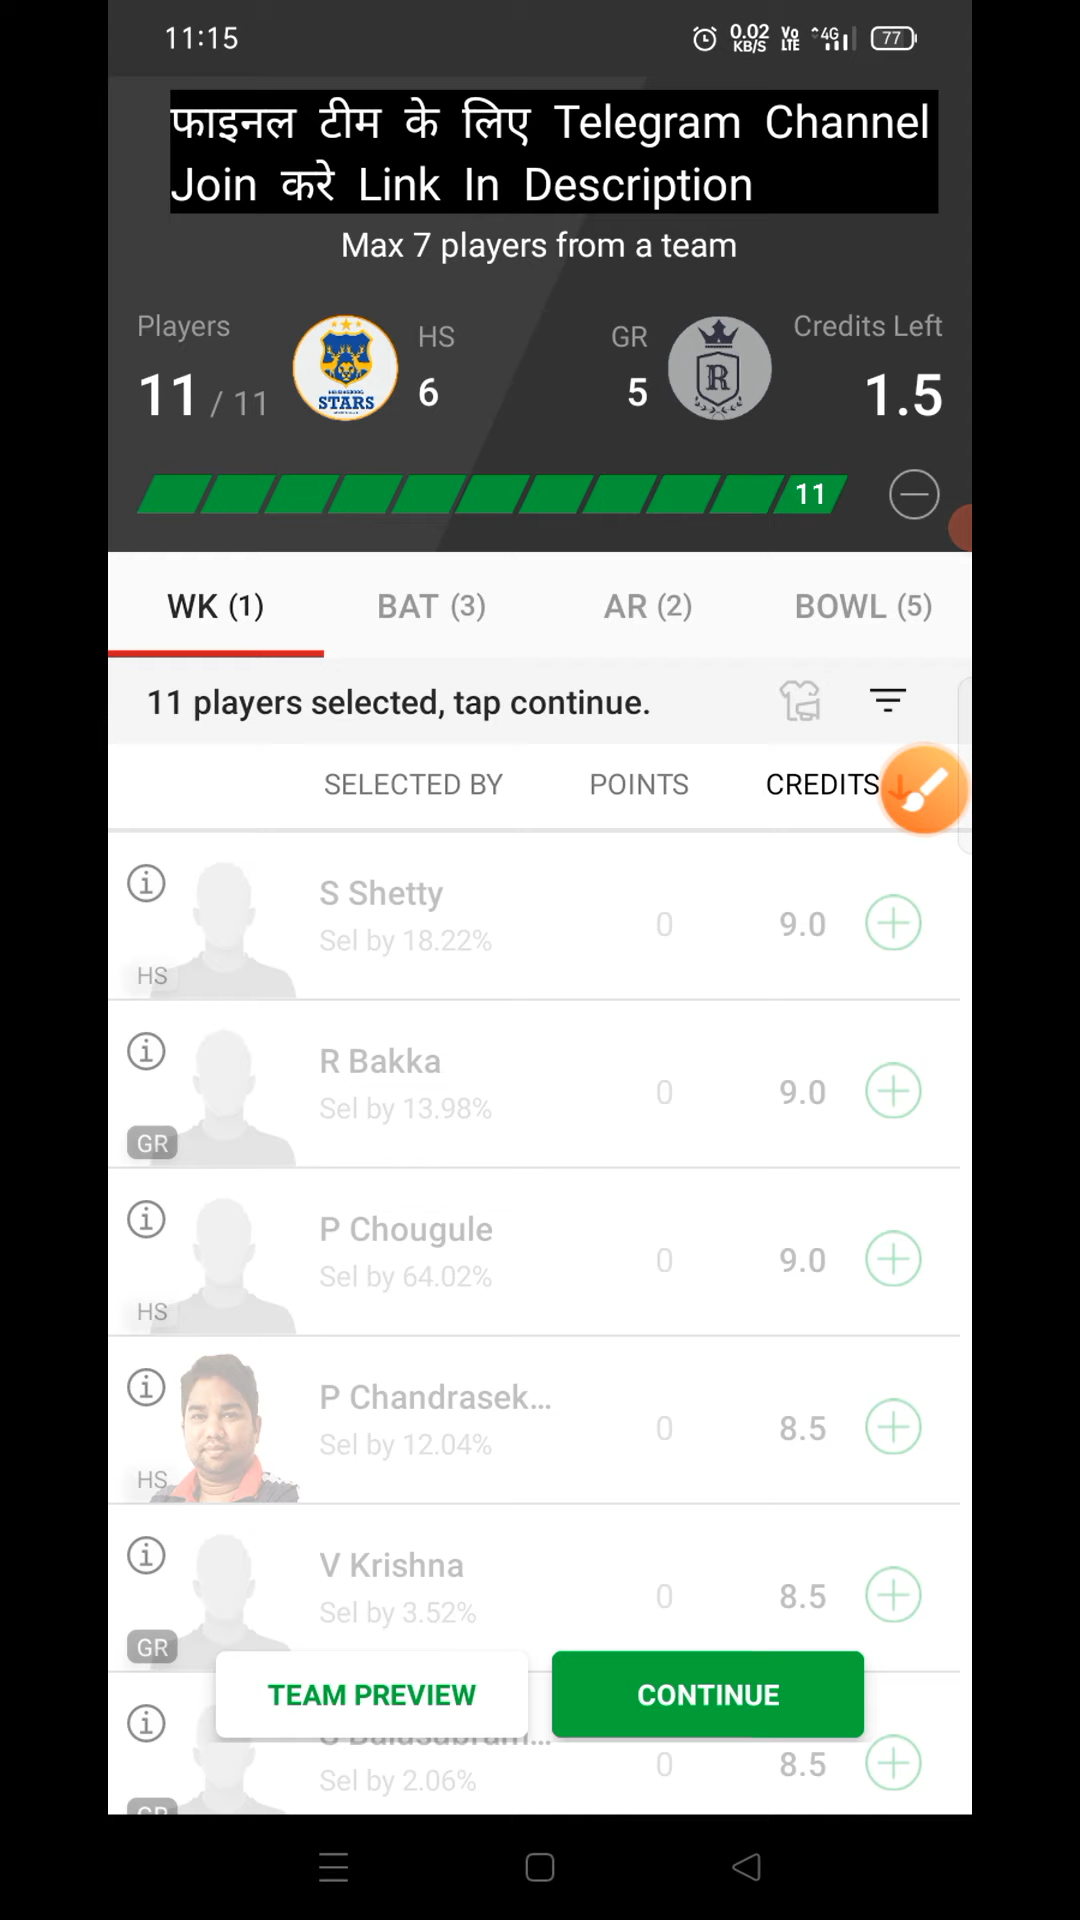 11:15
0.02 KB/S Vo LTE 4G 77
फाइनल टीम के लिए Telegram Channel
Join करे Link In Description
Max 7 players from a team
Players HS GR Credits Left
11 / 11 6 5 1.5
STARS R
11
WK (1) BAT (3) AR (2) BOWL (5)
11 players selected, tap continue.
SELECTED BY POINTS CREDITS
S Shetty
Sel by 18.22% 0 9.0
HS
R Bakka
Sel by 13.98% 0 9.0
GR
P Chougule
Sel by 64.02% 0 9.0
HS
P Chandrasek...
Sel by 12.04% 0 8.5
HS
V Krishna
Sel by 3.52% 0 8.5
GR
TEAM PREVIEW CONTINUE
Sel by 2.06% 0 8.5
GR